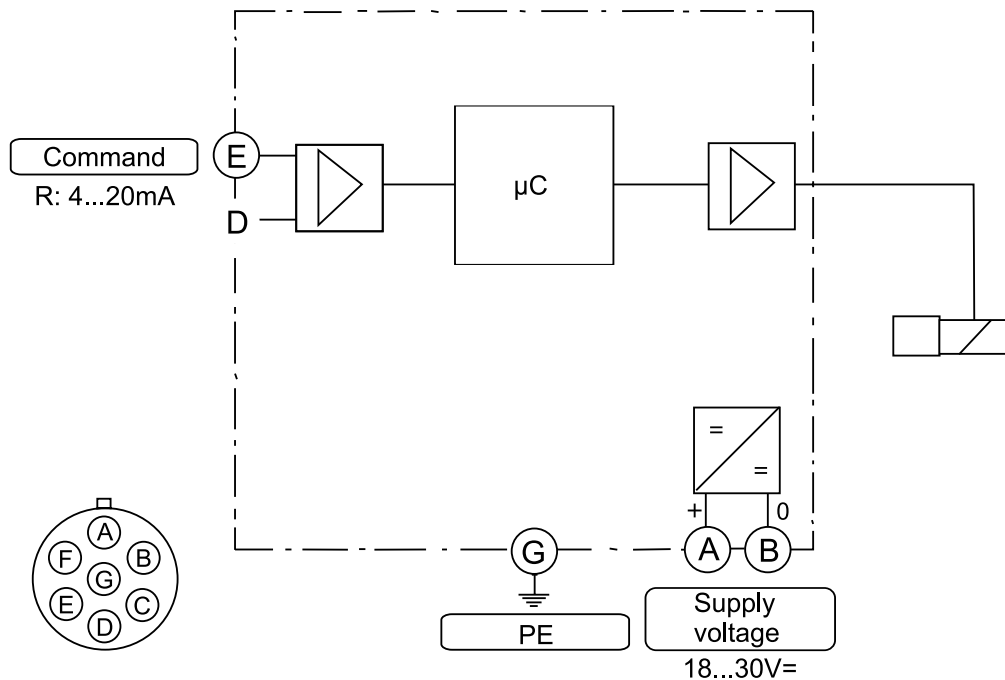 Command
R: 4...20mA
E
D
µC
=
=
+
0
A
B
G
PE
Supply
voltage
18...30V=
A
F
B
G
E
C
D